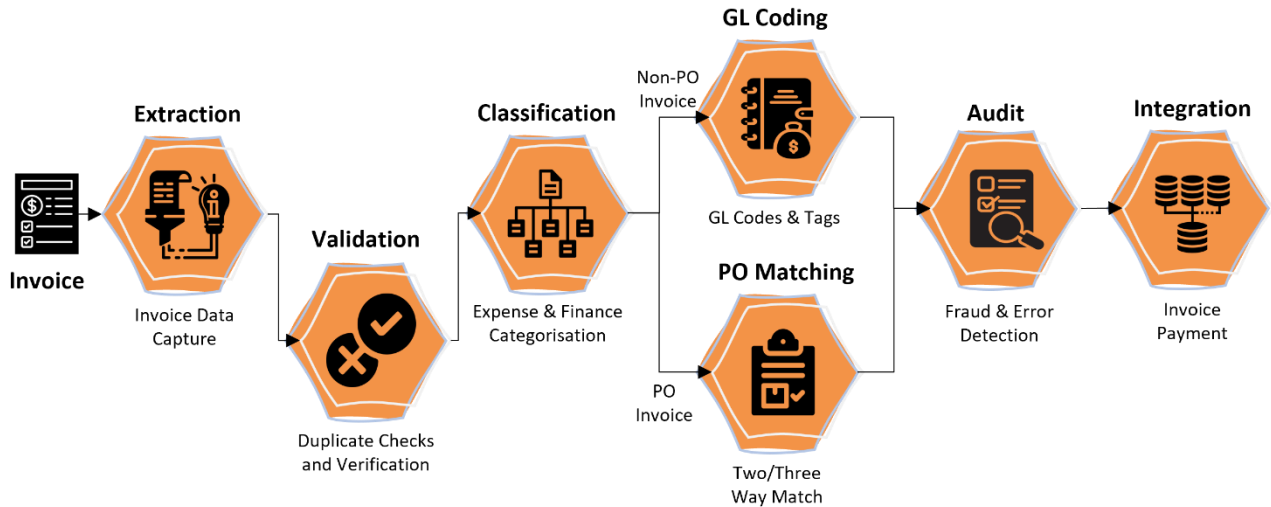 Invoice
Extraction
Invoice Data
Capture
Validation
Duplicate Checks
and Verification
Classification
Expense & Finance
Categorisation
Non-PO
Invoice
GL Coding
$
GL Codes & Tags
PO
Invoice
PO Matching
Two/Three
Way Match
Audit
Fraud & Error
Detection
Integration
Invoice
Payment